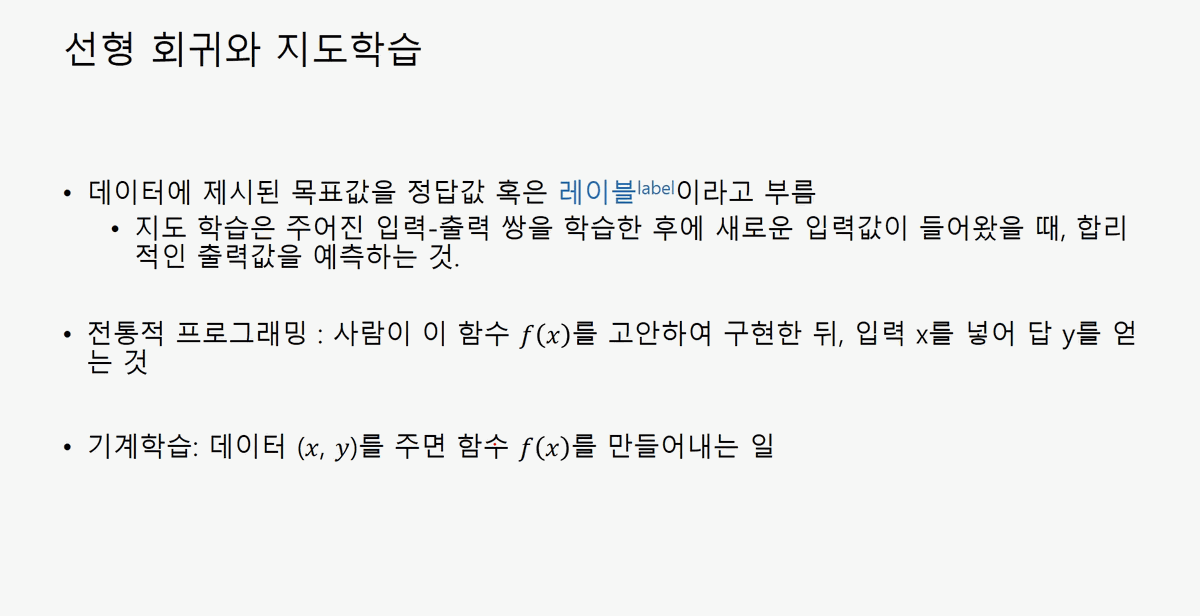 선형 회귀와 지도학습
• 데이터에 제시된 목표값을 정답값 혹은 레이블label이라고 부름
• 지도 학습은 주어진 입력-출력 쌍을 학습한 후에 새로운 입력값이 들어왔을 때, 합리
적인 출력값을 예측하는 것.
• 전통적 프로그래밍 : 사람이 이 함수 f(x)를 고안하여 구현한 뒤, 입력 x를 넣어 답 y를 얻
는 것
• 기계학습: 데이터 (x, y)를 주면 함수 f(x)를 만들어내는 일